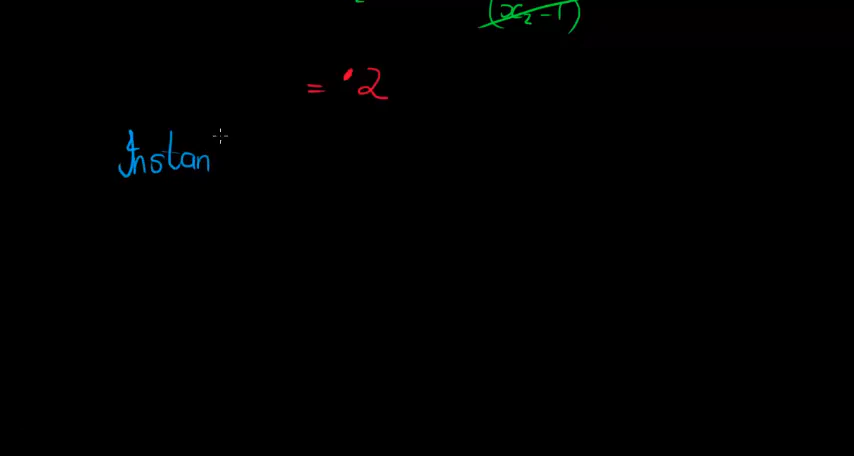 (x₂-1)
= 2
Instan